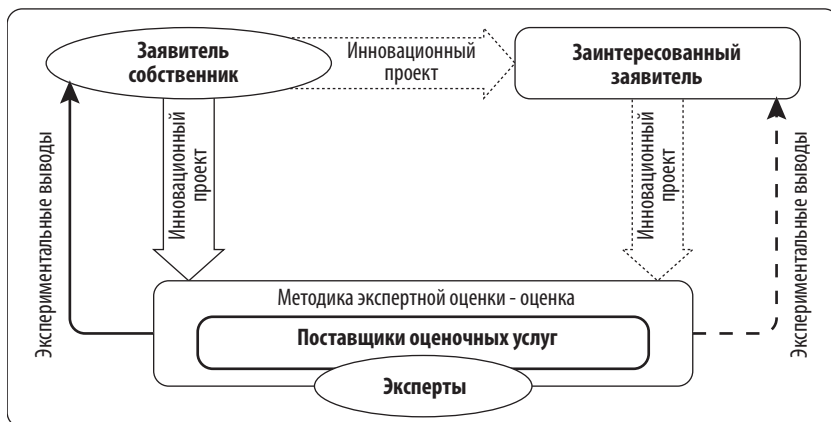 Заявитель
собственник
Инновационный
проект
Заинтересованный
заявитель
Экспериментальные выводы
Инновационный
проект
Инновационный
проект
Экспериментальные выводы
Методика экспертной оценки - оценка
Поставщики оценочных услуг
Эксперты